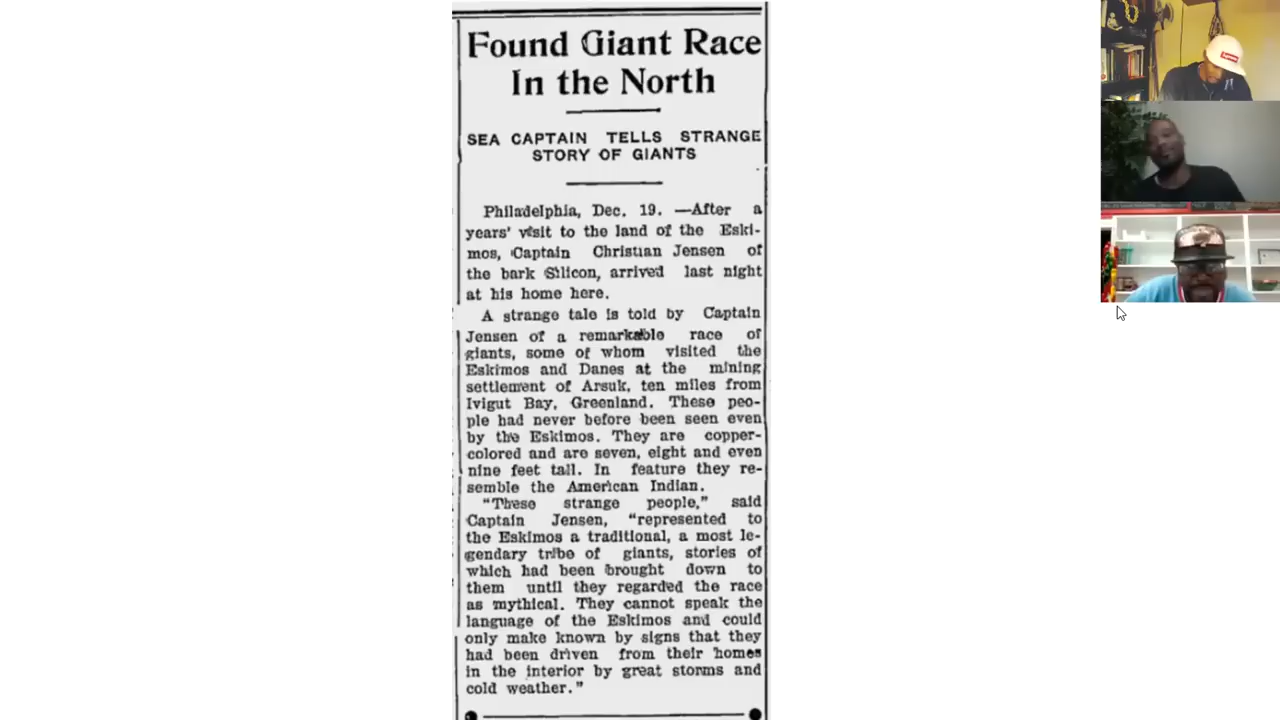 Found Giant Race
In the North
SEA CAPTAIN TELLS STRANGE
STORY OF GIANTS
Philadelphia, Dec. 19. —After a
years' visit to the land of the Eski-
mos, Captain Christian Jensen of
the bark Silicon, arrived last night
at his home here.
A strange tale is told by Captain
Jensen of a remarkable race of
giants, some of whom visited the
Eskimos and Danes at the mining
settlement of Arsuk, ten miles from
Ivigut Bay, Greenland. These peo-
ple had never before been seen even
by the Eskimos. They are copper-
colored and are seven, eight and even
nine feet tall. In feature they re-
semble the American Indian.
"These strange people," said
Captain Jensen, "represented to
the Eskimos a traditional, a most le-
gendary tribe of giants, stories of
which had been brought down to
them until they regarded the race
as mythical. They cannot speak the
language of the Eskimos and could
only make known by signs that they
had been driven from their homes
in the interior by great storms and
cold weather."
Supreme